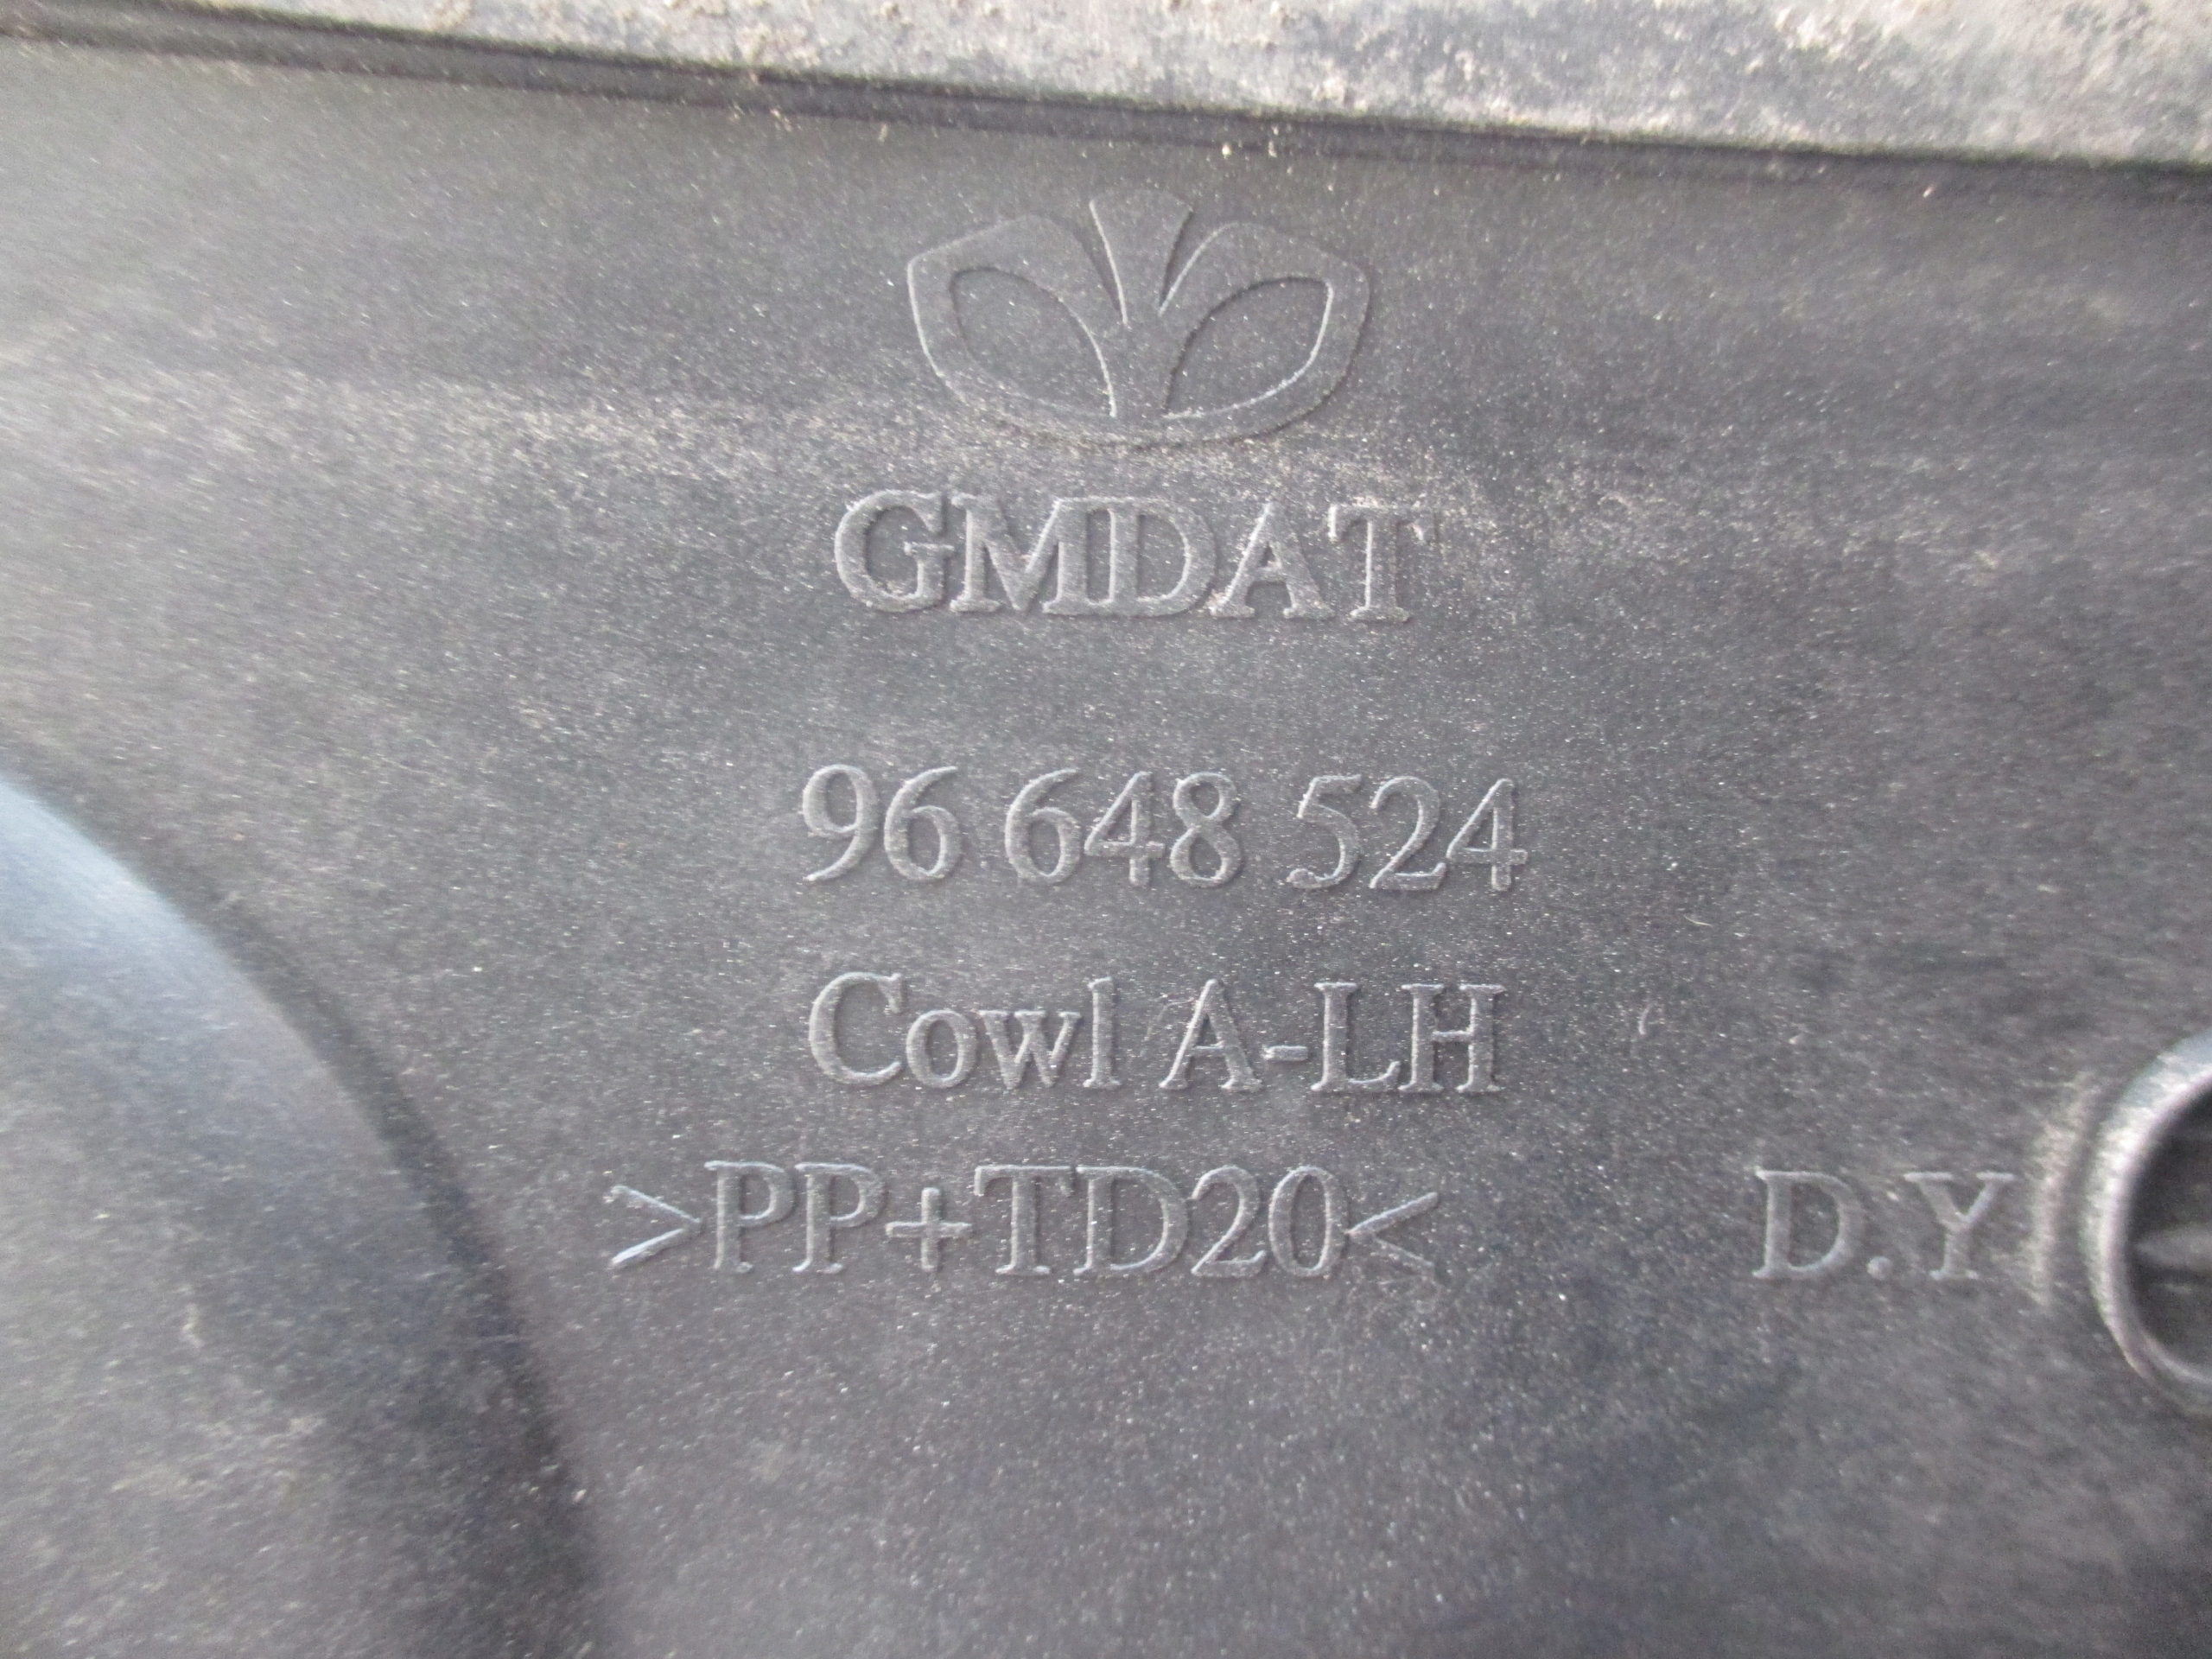 GMDAT
96 648 524
Cowl A-LH
>PP+TD20<
D.Y